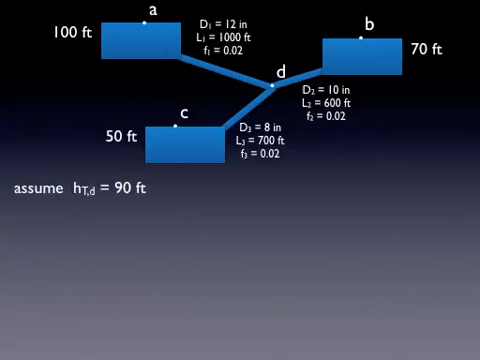 a
100 ft
D₁ = 12 in
L₁ = 1000 ft
f₁ = 0.02
b
70 ft
d
D₂ = 10 in
L₂ = 600 ft
f₂ = 0.02
c
50 ft
D₃ = 8 in
L₃ = 700 ft
f₃ = 0.02
assume h_T,d = 90 ft